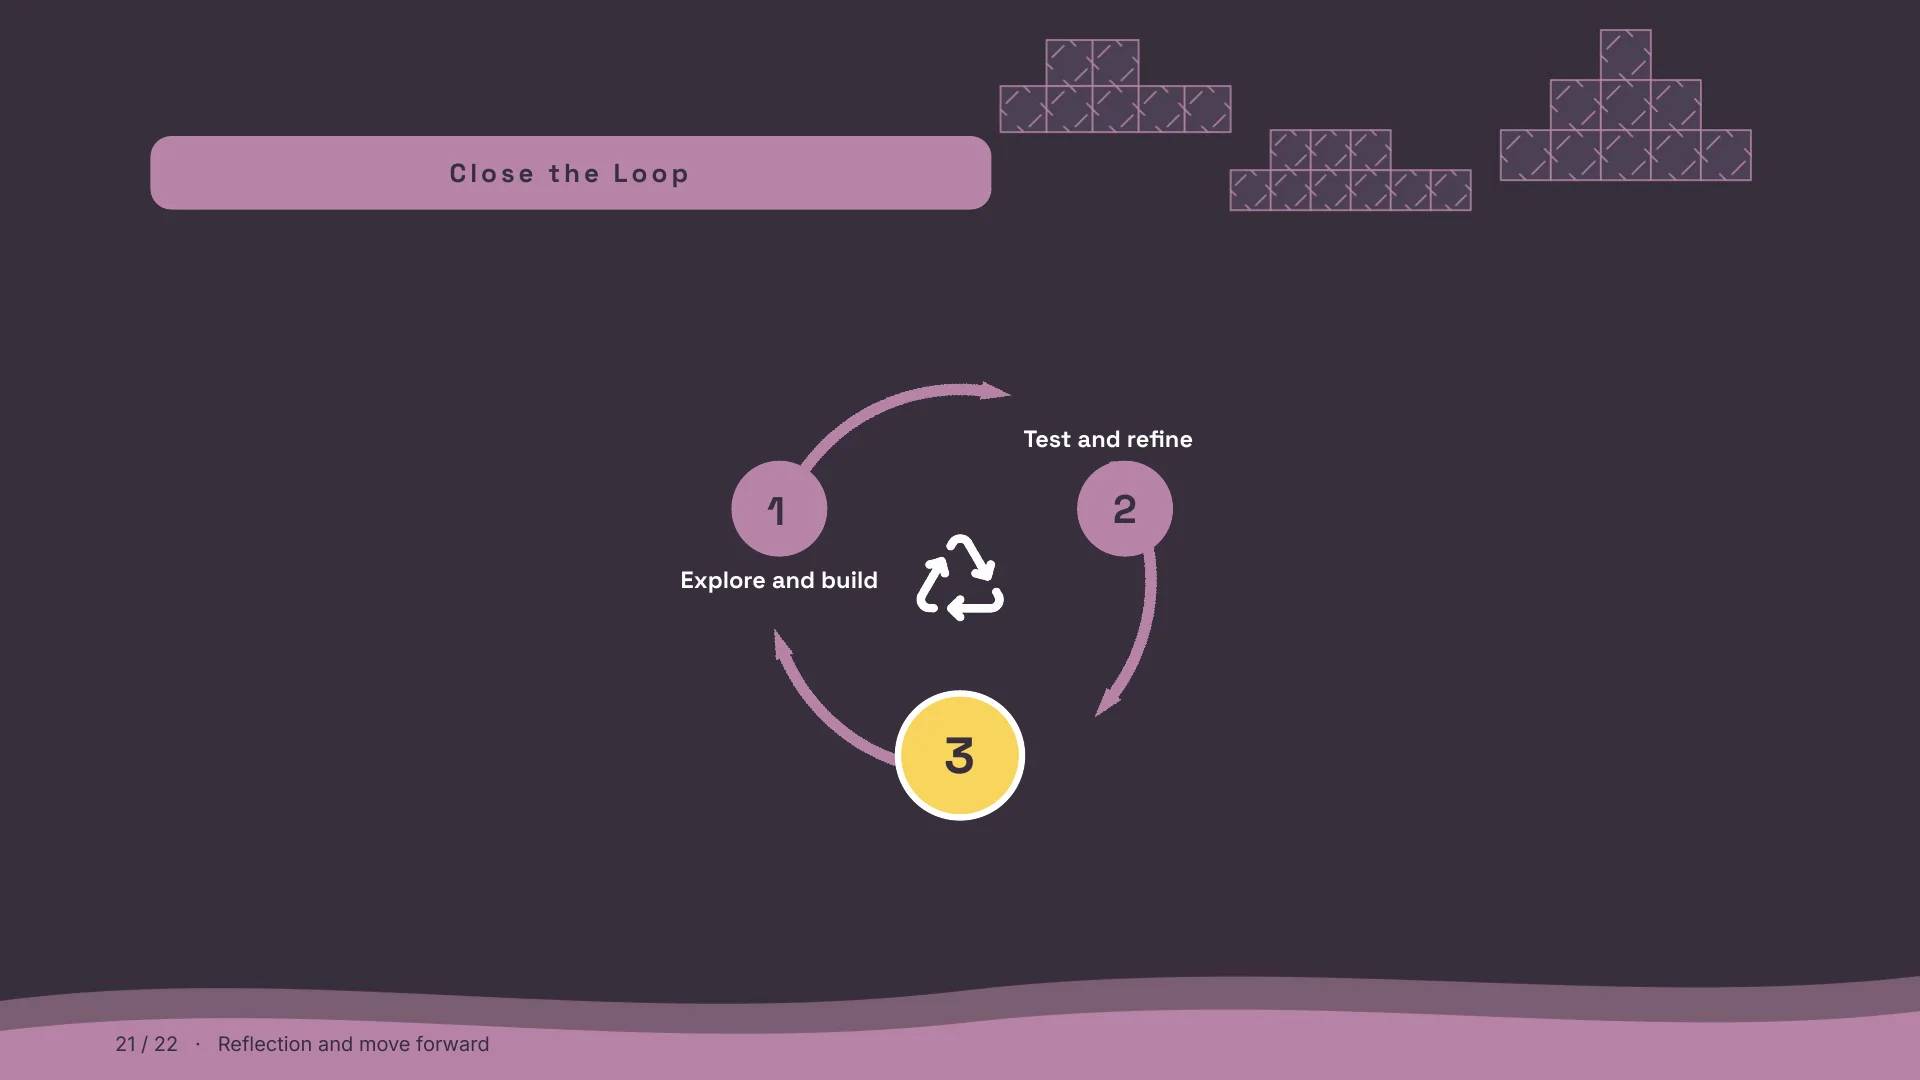 Close the Loop
Test and refine
1
2
Explore and build
3
21 / 22 · Reflection and move forward